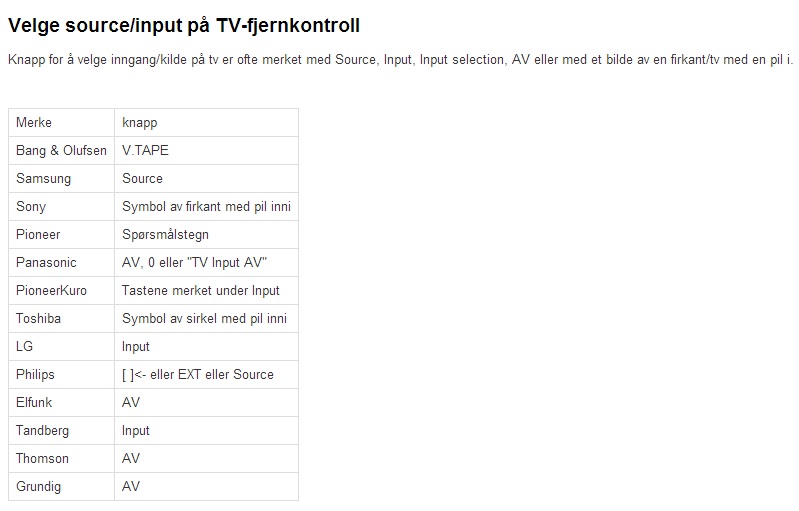 Velge source/input på TV-fjernkontroll
Knapp for å velge inngang/kilde på tv er ofte merket med Source, Input, Input selection, AV eller med et bilde av en firkant/tv med en pil i.
Merke knapp
Bang & Olufsen V.TAPE
Samsung Source
Sony Symbol av firkant med pil inni
Pioneer Spørsmålstegn
Panasonic AV, 0 eller "TV Input AV"
PioneerKuro Tastene merket under Input
Toshiba Symbol av sirkel med pil inni
LG Input
Philips [ ]<- eller EXT eller Source
Elfunk AV
Tandberg Input
Thomson AV
Grundig AV